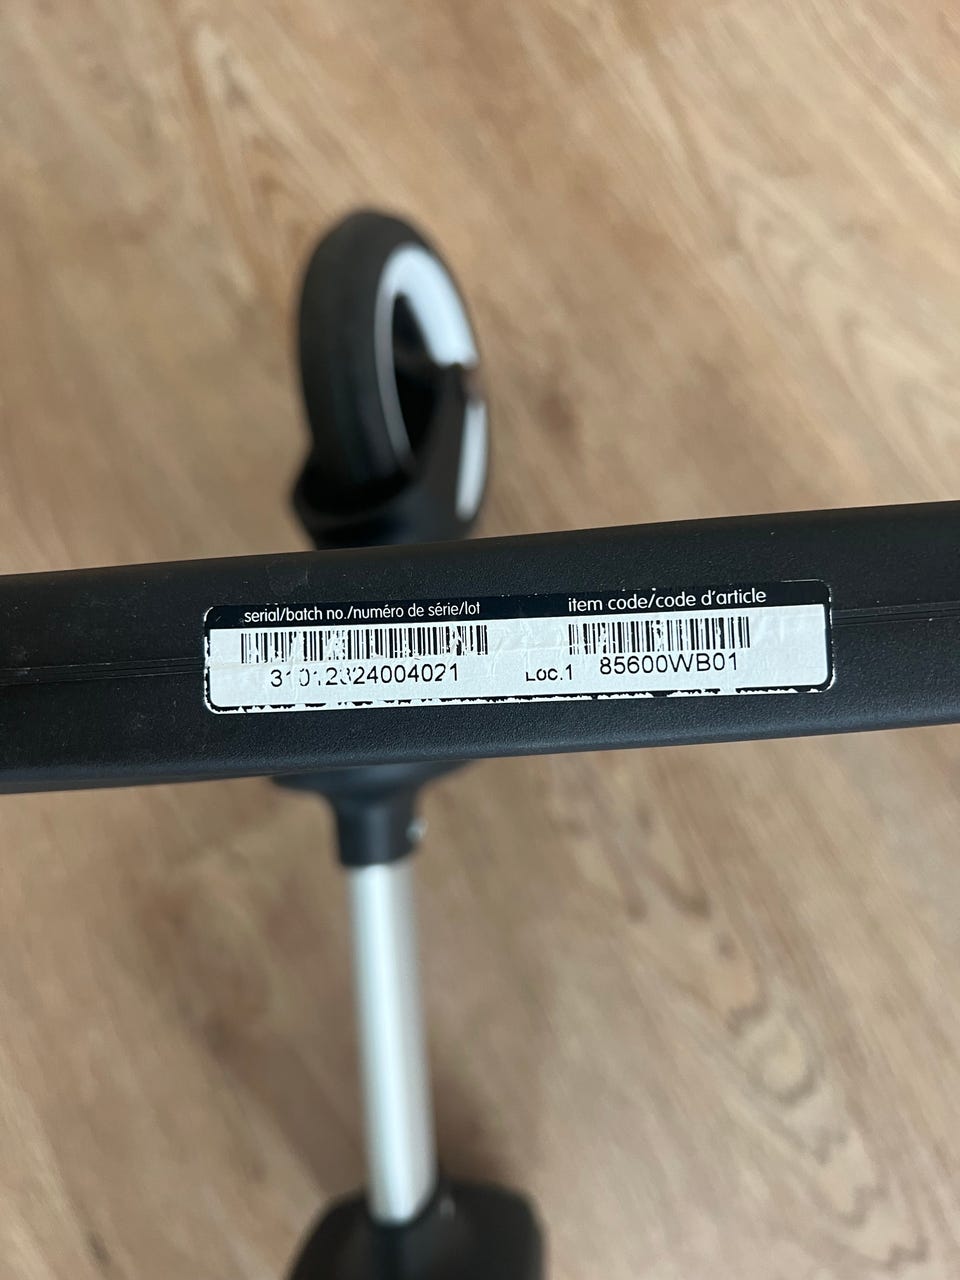 serial/batch no./numéro de série/lot
item code/code d'article
Loc.1 85600WB01